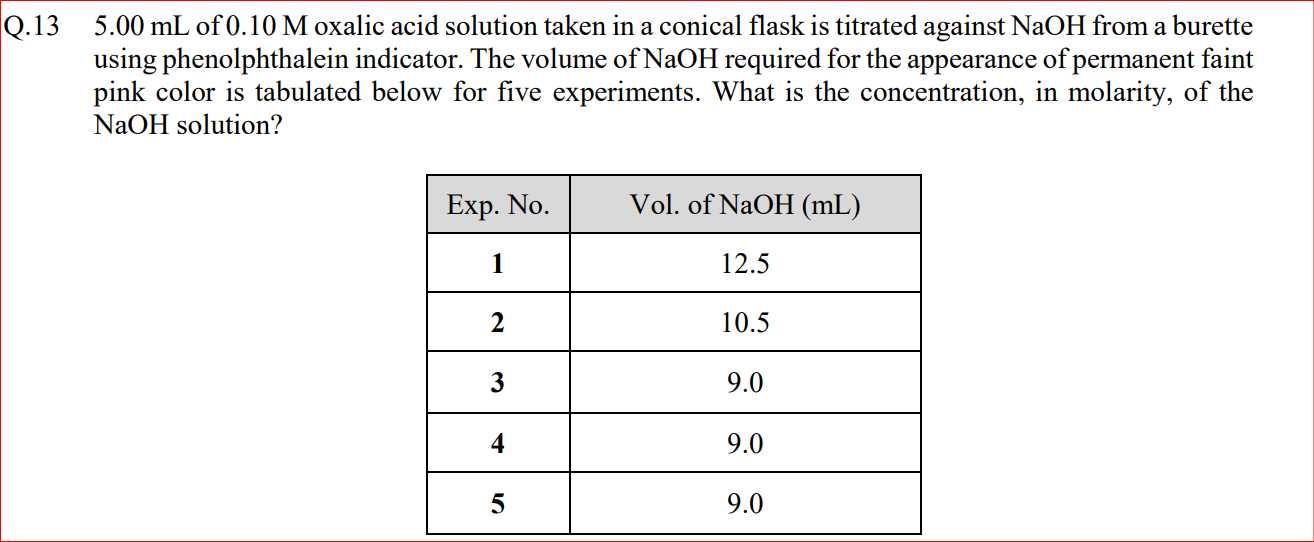 Q.13 5.00 mL of 0.10 M oxalic acid solution taken in a conical flask is titrated against NaOH from a burette
using phenolphthalein indicator. The volume of NaOH required for the appearance of permanent faint
pink color is tabulated below for five experiments. What is the concentration, in molarity, of the
NaOH solution?
Exp. No. Vol. of NaOH (mL)
1 12.5
2 10.5
3 9.0
4 9.0
5 9.0